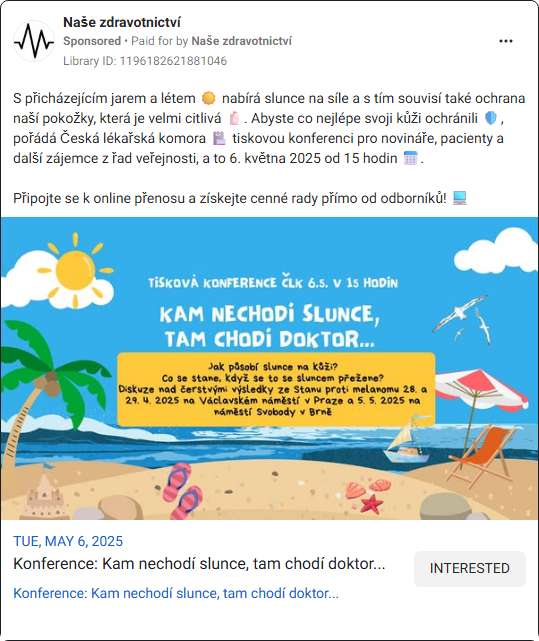 Naše zdravotnictví
Sponsored • Paid for by Naše zdravotnictví
Library ID: 1196182621881046
S přicházejícím jarem a létem 🌞 nabírá slunce na síle a s tím souvisí také ochrana
naší pokožky, která je velmi citlivá 🧴. Abyste co nejlépe svoji kůži ochránili 🛡️,
pořádá Česká lékařská komora 💾 tiskovou konferenci pro novináře, pacienty a
další zájemce z řad veřejnosti, a to 6. května 2025 od 15 hodin 📅.
Připojte se k online přenosu a získejte cenné rady přímo od odborníků! 💻
TISKOVÁ KONFERENCE ČLK 6.5. V 15 HODIN
KAM NECHODÍ SLUNCE,
TAM CHODÍ DOKTOR...
Jak působí slunce na kůži?
Co se stane, když se to se sluncem přežene?
Diskuze nad čerstvými výsledky ze Stanu proti melanomu 28. a
29. 4. 2025 na Václavském náměstí v Praze a 5. 5. 2025 na
náměstí Svobody v Brně
TUE, MAY 6, 2025
Konference: Kam nechodí slunce, tam chodí doktor...
INTERESTED
Konference: Kam nechodí slunce, tam chodí doktor...